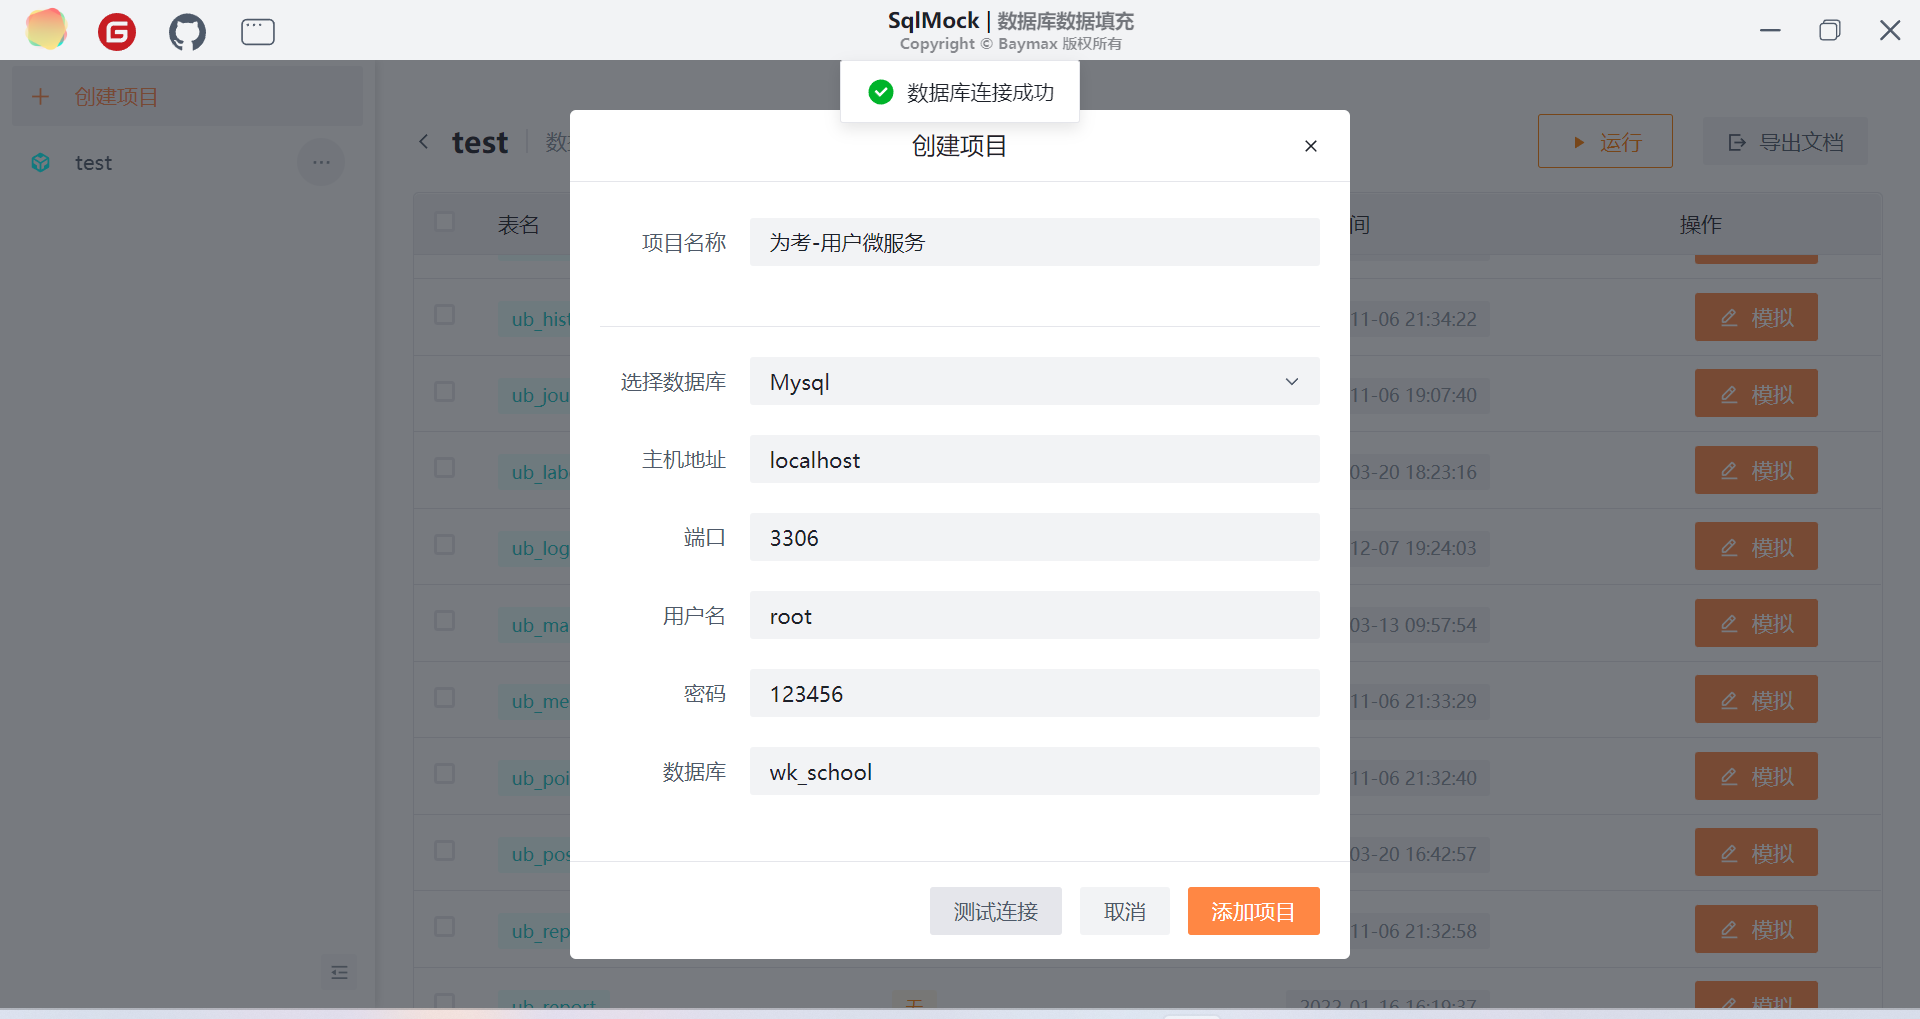 SqlMock | 数据库数据填充
Copyright © Baymax 版权所有
数据库连接成功
创建项目
test
test
运行
导出文档
表名
间
操作
ub_hist
11-06 21:34:22
模拟
ub_jou
11-06 19:07:40
模拟
ub_lab
03-20 18:23:16
模拟
ub_log
12-07 19:24:03
模拟
ub_ma
03-13 09:57:54
模拟
ub_me
11-06 21:33:29
模拟
ub_poi
11-06 21:32:40
模拟
ub_pos
03-20 16:42:57
模拟
ub_rep
11-06 21:32:58
模拟
ub_report
无
2022-01-16 16:19:37
模拟
创建项目
项目名称
为考-用户微服务
选择数据库
Mysql
主机地址
localhost
端口
3306
用户名
root
密码
123456
数据库
wk_school
测试连接
取消
添加项目